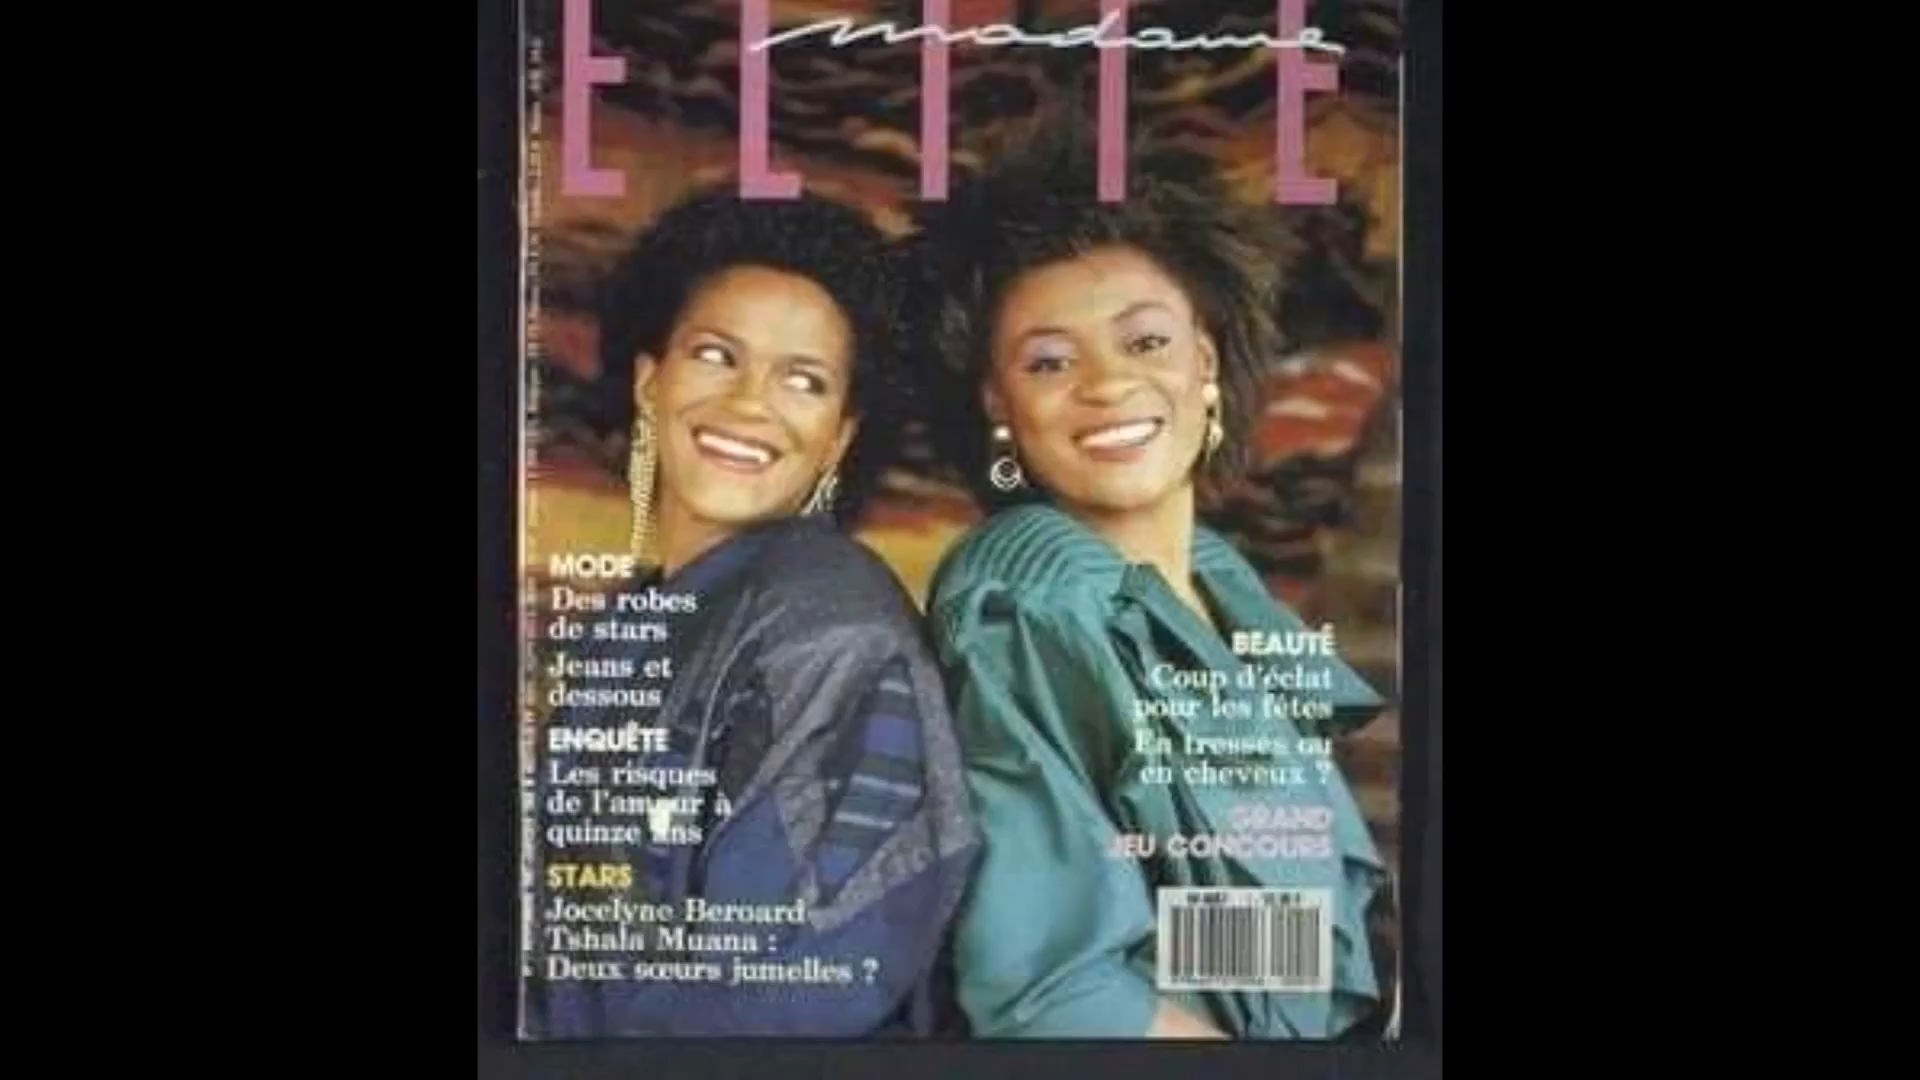 ELITE
madame
MODE
Des robes
de stars
Jeans et
dessous
ENQUÊTE
Les risques
de l'amour à
quinze ans
STARS
Jocelyne Beroard
Tshala Muana :
Deux sœurs jumelles ?
BEAUTÉ
Coup d'éclat
pour les fêtes
En tresses ou
en cheveux ?
GRAND
JEU CONCOURS